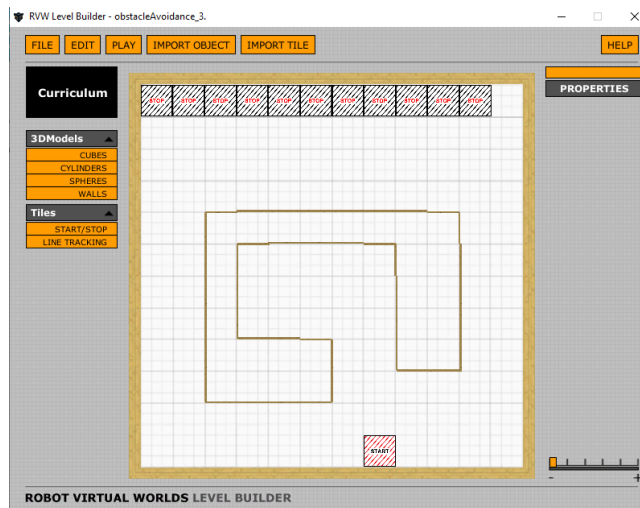 RVW Level Builder - obstacleAvoidance_3.
FILE EDIT PLAY IMPORT OBJECT IMPORT TILE HELP
Curriculum
PROPERTIES
3DModels
CUBES
CYLINDERS
SPHERES
WALLS
Tiles
START/STOP
LINE TRACKING
STOP STOP STOP STOP STOP STOP STOP STOP STOP STOP STOP
START
- +
ROBOT VIRTUAL WORLDS LEVEL BUILDER